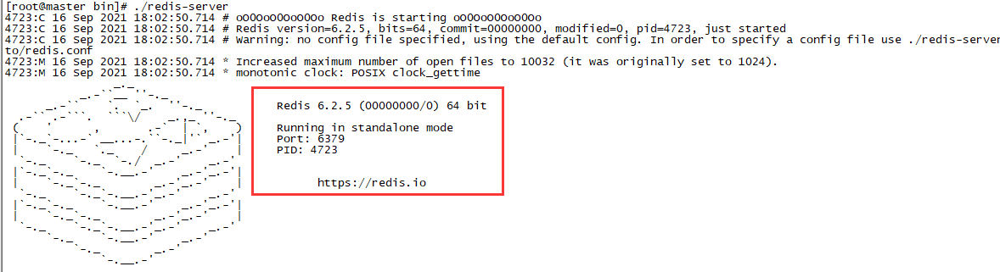 [root@master bin]# ./redis-server
4723:C 16 Sep 2021 18:02:50.714 # oO0OoO0OoO0Oo Redis is starting oO0OoO0OoO0Oo
4723:C 16 Sep 2021 18:02:50.714 # Redis version=6.2.5, bits=64, commit=00000000, modified=0, pid=4723, just started
4723:C 16 Sep 2021 18:02:50.714 # Warning: no config file specified, using the default config. In order to specify a config file use ./redis-server
to/redis.conf
4723:M 16 Sep 2021 18:02:50.714 * Increased maximum number of open files to 10032 (it was originally set to 1024).
4723:M 16 Sep 2021 18:02:50.714 * monotonic clock: POSIX clock_gettime
Redis 6.2.5 (00000000/0) 64 bit
Running in standalone mode
Port: 6379
PID: 4723
https://redis.io